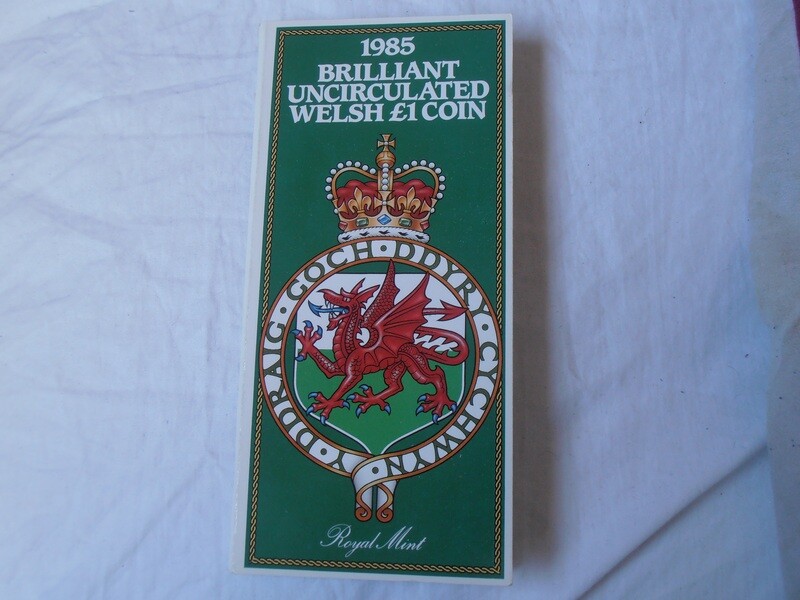 1985
BRILLIANT
UNCIRCULATED
WELSH £1 COIN
Y · DDRAIG · GOCH · DDYRY · CYCHWYN ·
Royal Mint